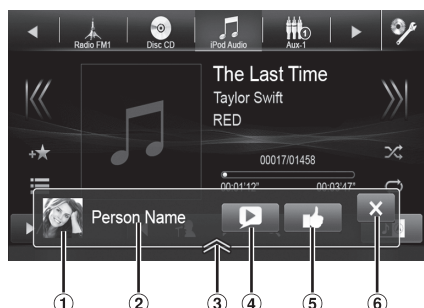 Radio FM1
Disc CD
iPod Audio
1
Aux-1
The Last Time
Taylor Swift
RED
00017/01458
00:01'12"
00:03'47"
Person Name
1 2 3 4 5 6